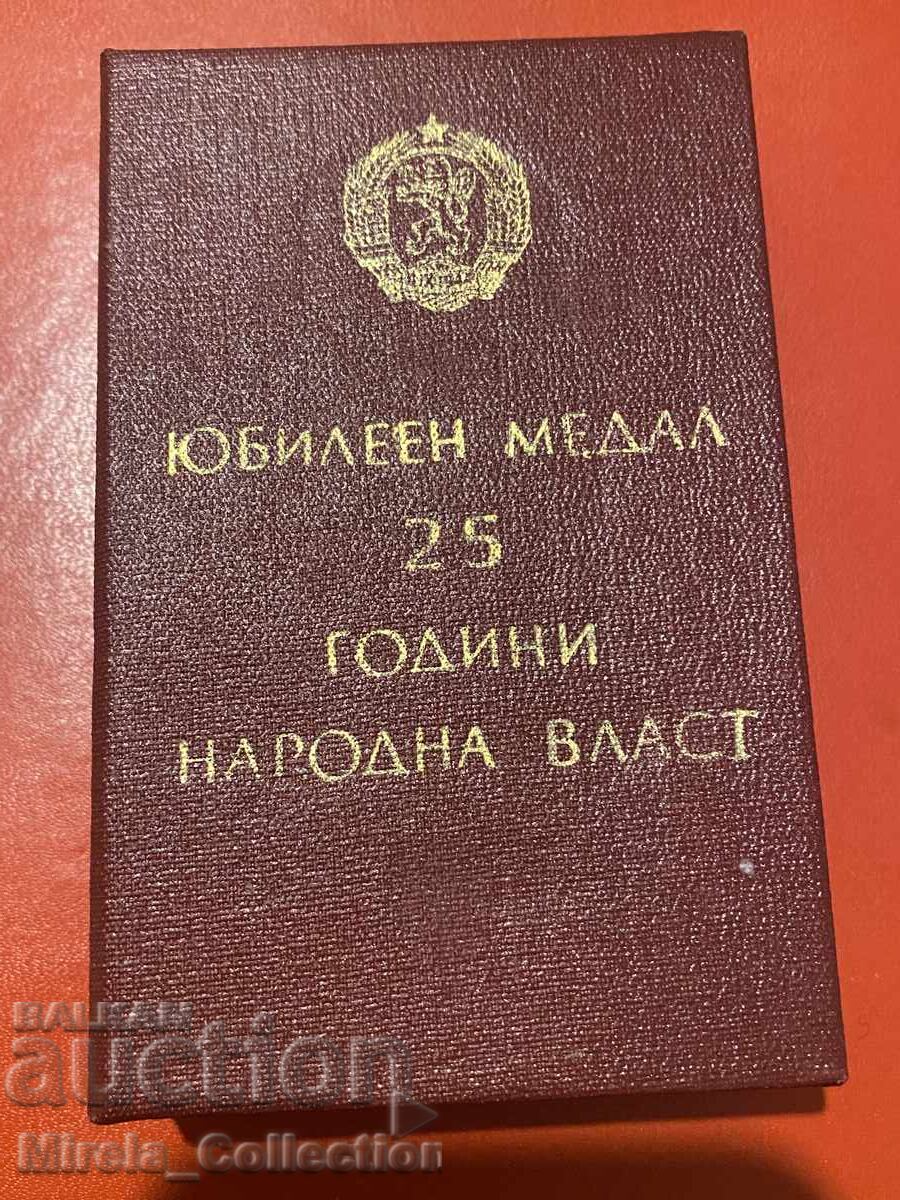 ЮБИЛЕЕН МЕДАЛ
25
ГОДИНИ
НАРОДНА ВЛАСТ
BALKAN
auction
Mirela_Collection